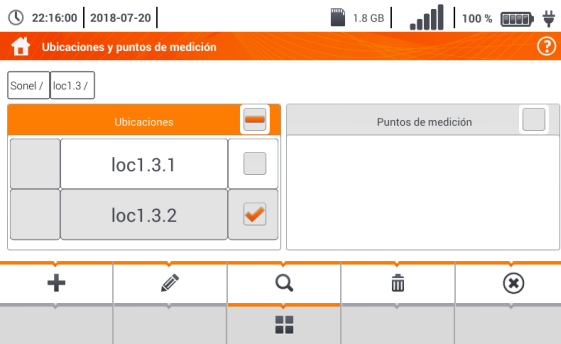 22:16:00 2018-07-20 1.8 GB 100 %
Ubicaciones y puntos de medición ?
Sonel / loc1.3 /
Ubicaciones Puntos de medición
loc1.3.1
loc1.3.2